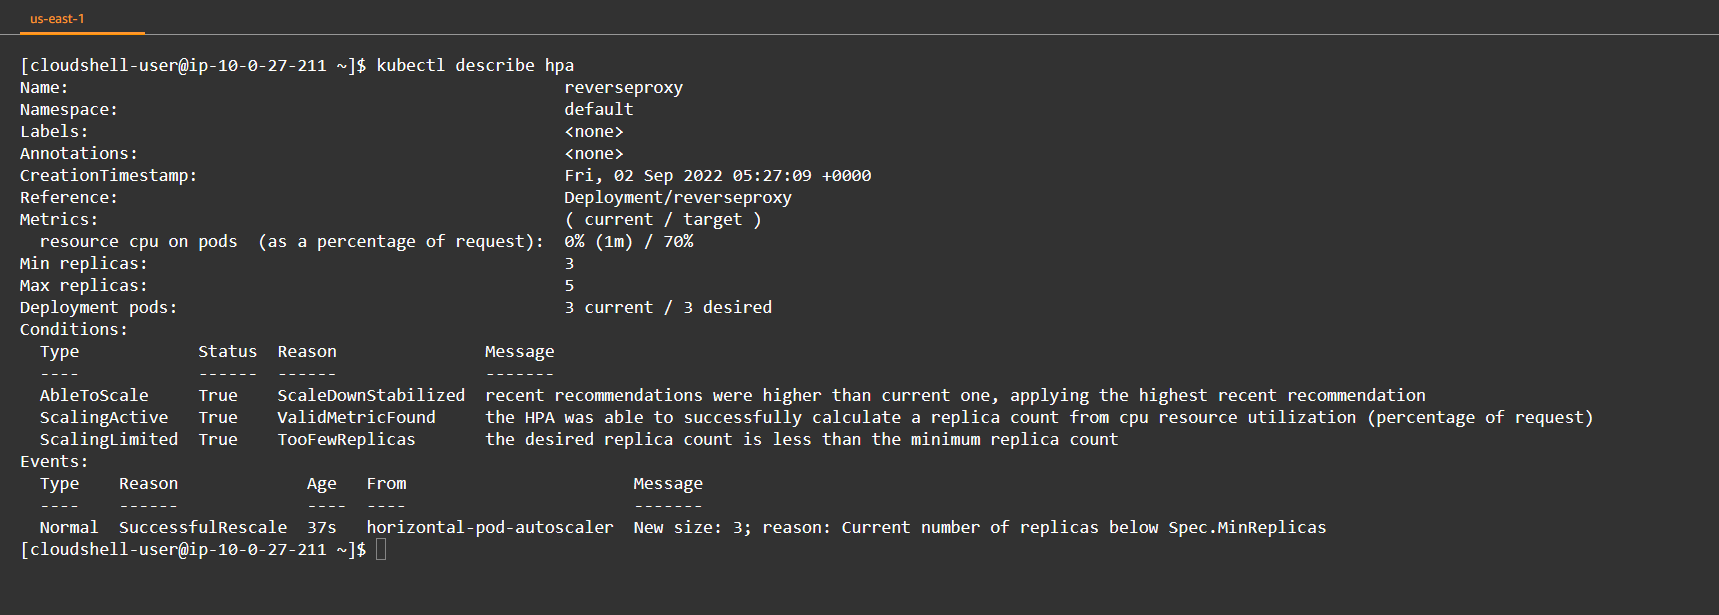 us-east-1
[cloudshell-user@ip-10-0-27-211 ~]$ kubectl describe hpa
Name:                                                  reverseproxy
Namespace:                                             default
Labels:                                                <none>
Annotations:                                           <none>
CreationTimestamp:                                     Fri, 02 Sep 2022 05:27:09 +0000
Reference:                                             Deployment/reverseproxy
Metrics:                                               ( current / target )
  resource cpu on pods  (as a percentage of request):  0% (1m) / 70%
Min replicas:                                          3
Max replicas:                                          5
Deployment pods:                                       3 current / 3 desired
Conditions:
  Type            Status  Reason               Message
  ----            ------  ------               -------
  AbleToScale     True    ScaleDownStabilized  recent recommendations were higher than current one, applying the highest recent recommendation
  ScalingActive   True    ValidMetricFound     the HPA was able to successfully calculate a replica count from cpu resource utilization (percentage of request)
  ScalingLimited  True    TooFewReplicas       the desired replica count is less than the minimum replica count
Events:
  Type    Reason             Age   From                       Message
  ----    ------             ----  ----                       -------
  Normal  SuccessfulRescale  37s   horizontal-pod-autoscaler  New size: 3; reason: Current number of replicas below Spec.MinReplicas
[cloudshell-user@ip-10-0-27-211 ~]$